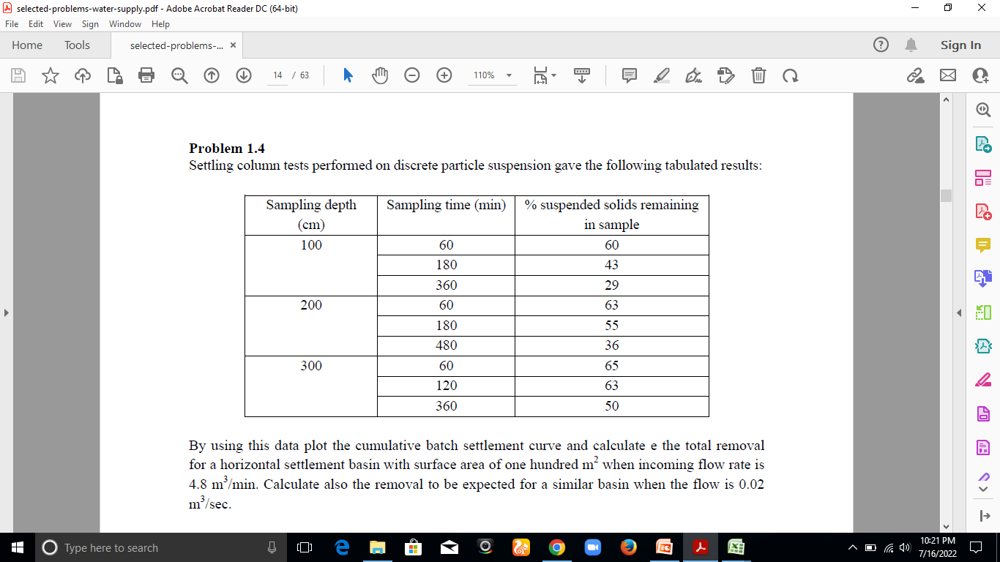 selected-problems-water-supply.pdf - Adobe Acrobat Reader DC (64-bit)
File Edit View Sign Window Help
Home Tools selected-problems-... × Sign In
14 / 63 110%
Problem 1.4
Settling column tests performed on discrete particle suspension gave the following tabulated results:
Sampling depth (cm) Sampling time (min) % suspended solids remaining in sample
100 60 60
180 43
360 29
200 60 63
180 55
480 36
300 60 65
120 63
360 50
By using this data plot the cumulative batch settlement curve and calculate e the total removal
for a horizontal settlement basin with surface area of one hundred m² when incoming flow rate is
4.8 m³/min. Calculate also the removal to be expected for a similar basin when the flow is 0.02
m³/sec.
Type here to search
10:21 PM
7/16/2022